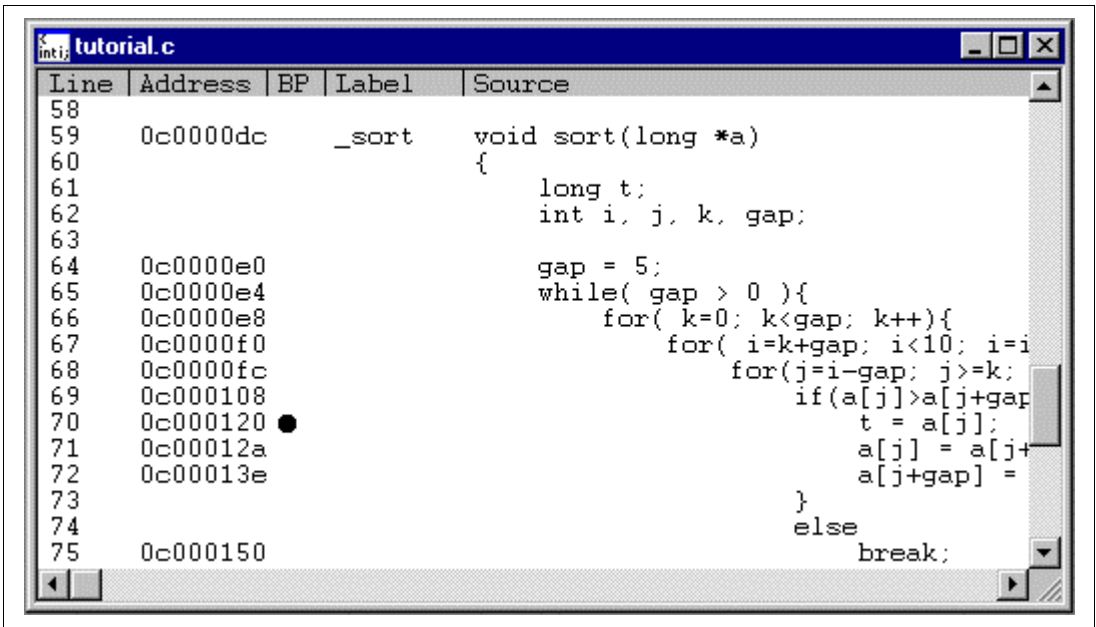 tutorial.c
Line Address BP Label Source
58
59 0c0000dc _sort void sort(long *a)
60 {
61 long t;
62 int i, j, k, gap;
63
64 0c0000e0 gap = 5;
65 0c0000e4 while( gap > 0 ){
66 0c0000e8 for( k=0; k<gap; k++){
67 0c0000f0 for( i=k+gap; i<10; i=i
68 0c0000fc for(j=i-gap; j>=k;
69 0c000108 if(a[j]>a[j+gap
70 0c000120 ● t = a[j];
71 0c00012a a[j] = a[j+
72 0c00013e a[j+gap] =
73 }
74 else
75 0c000150 break;